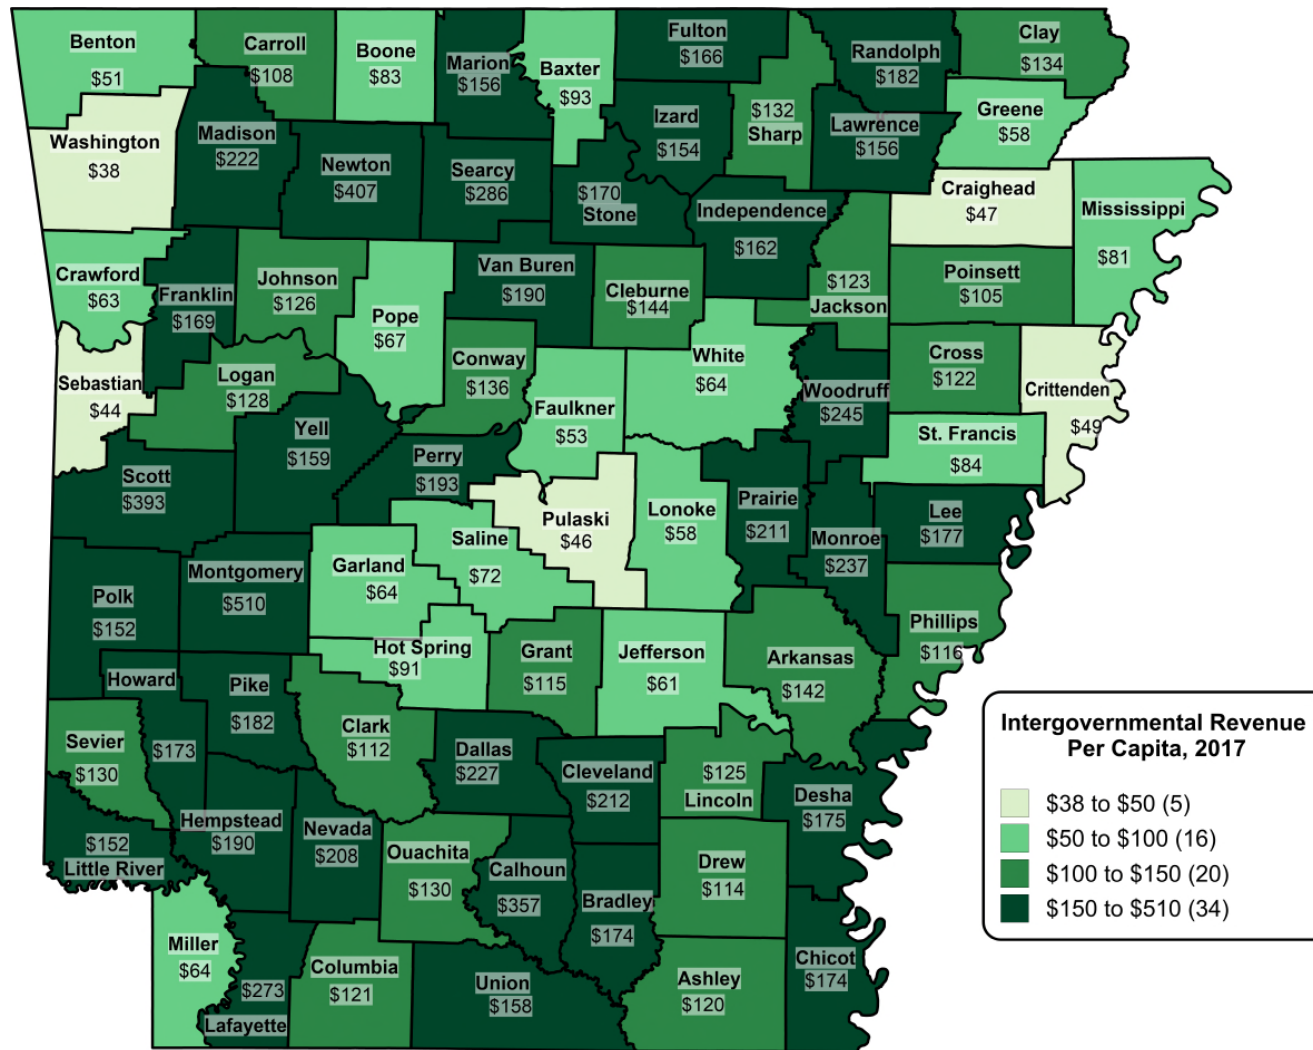 Benton
$51
Carroll
$108
Boone
$83
Marion
$156
Baxter
$93
Fulton
$166
Randolph
$182
Clay
$134
Washington
$38
Madison
$222
Newton
$407
Searcy
$286
$170
Stone
Izard
$154
$132
Sharp
Lawrence
$156
Greene
$58
Craighead
$47
Mississippi
$81
Independence
$162
Crawford
$63
Franklin
$169
Johnson
$126
Pope
$67
Van Buren
$190
Cleburne
$144
$123
Jackson
Poinsett
$105
Sebastian
$44
Logan
$128
Conway
$136
White
$64
Woodruff
$245
Cross
$122
Crittenden
$49
Yell
$159
Faulkner
$53
St. Francis
$84
Scott
$393
Perry
$193
Pulaski
$46
Lonoke
$58
Prairie
$211
Monroe
$237
Lee
$177
Polk
$152
Montgomery
$510
Garland
$64
Saline
$72
Hot Spring
$91
Grant
$115
Jefferson
$61
Arkansas
$142
Phillips
$116
Howard
$173
Pike
$182
Clark
$112
Sevier
$130
Dallas
$227
Cleveland
$212
$125
Lincoln
Desha
$175
$152
Little River
Hempstead
$190
Nevada
$208
Ouachita
$130
Calhoun
$357
Bradley
$174
Drew
$114
Miller
$64
$273
Lafayette
Columbia
$121
Union
$158
Ashley
$120
Chicot
$174
Intergovernmental Revenue
Per Capita, 2017
$38 to $50 (5)
$50 to $100 (16)
$100 to $150 (20)
$150 to $510 (34)